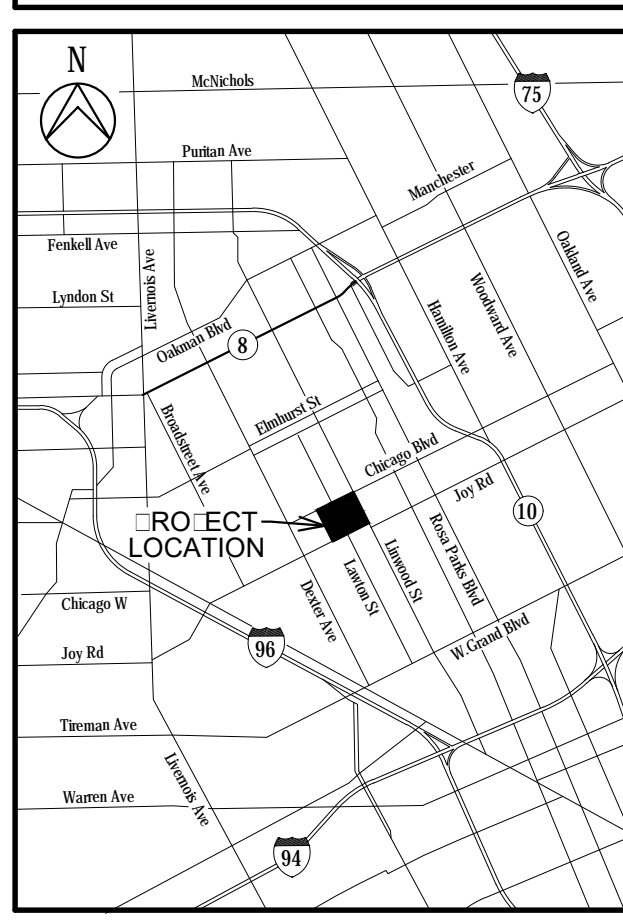 N
McNichols
75
Puritan Ave
Manchester
Fenkell Ave
Livernois Ave
Oakland Ave
Lyndon St
Woodward Ave
Hamilton Ave
Oakman Blvd
8
Elmhurst St
Broadstreet Ave
Chicago Blvd
Joy Rd
10
□RO□ECT
LOCATION
Rosa Parks Blvd
Linwood St
Lawton St
Dexter Ave
Chicago W
W.Grand Blvd
96
Joy Rd
Tireman Ave
Livernois Ave
Warren Ave
94